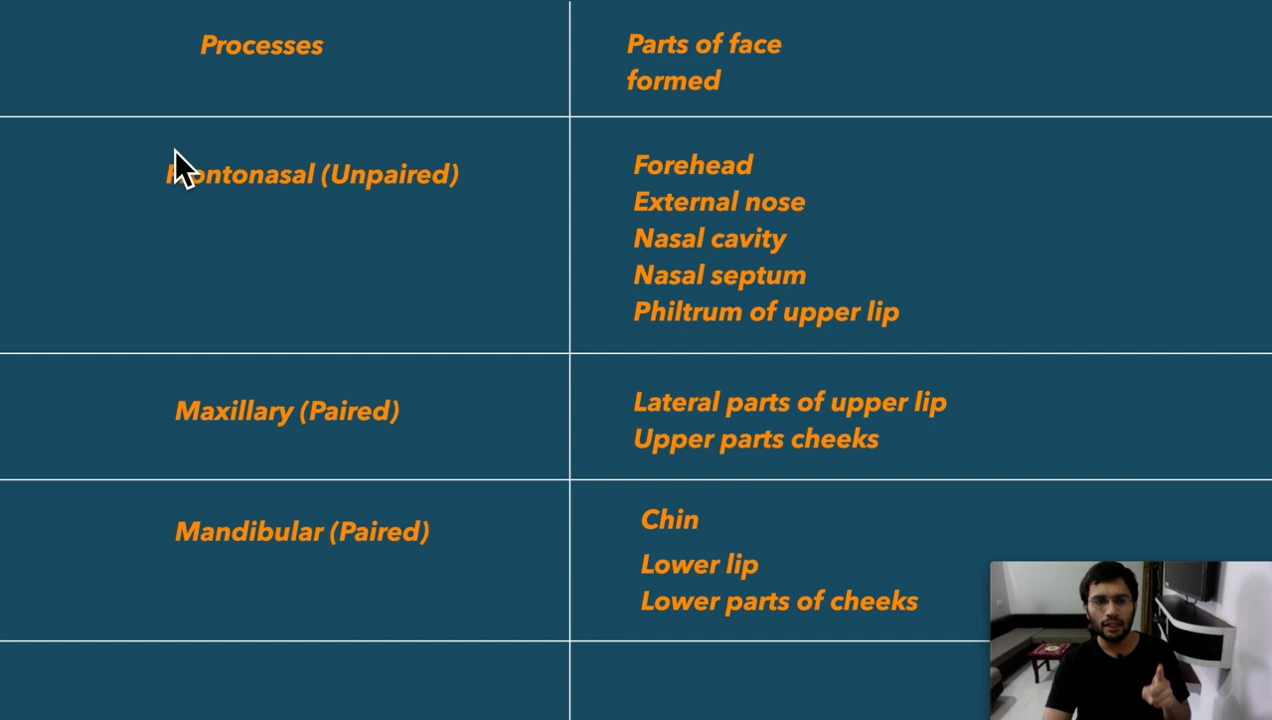 Processes
Parts of face
formed
Frontonasal (Unpaired)
Forehead
External nose
Nasal cavity
Nasal septum
Philtrum of upper lip
Maxillary (Paired)
Lateral parts of upper lip
Upper parts cheeks
Mandibular (Paired)
Chin
Lower lip
Lower parts of cheeks